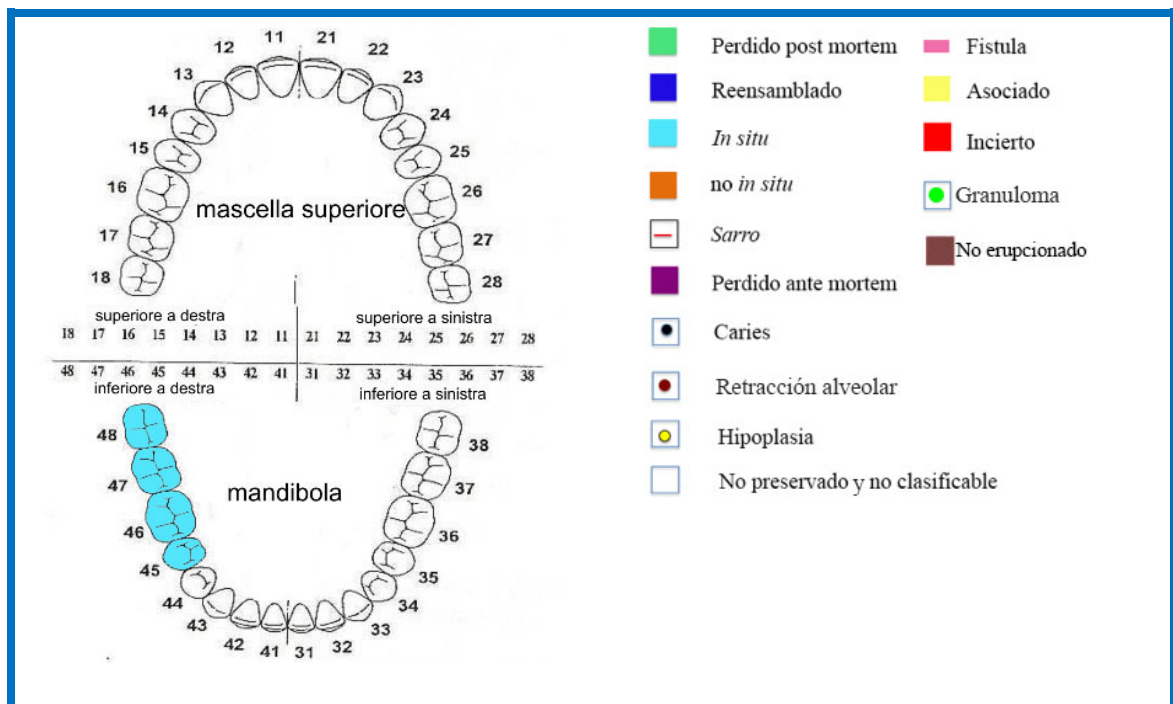 11 21
12 22
13 23
14 24
15 25
16 26
mascella superiore
17 27
18 28
superiore a destra superiore a sinistra
18 17 16 15 14 13 12 11 21 22 23 24 25 26 27 28
48 47 46 45 44 43 42 41 31 32 33 34 35 36 37 38
inferiore a destra inferiore a sinistra
48 38
47 37
mandibola
46 36
45 35
44 34
43 33
42 41 31 32
Perdido post mortem
Reensamblado
In situ
no in situ
Sarro
Perdido ante mortem
Caries
Retracción alveolar
Hipoplasia
No preservado y no clasificable
Fistula
Asociado
Incierto
Granuloma
No erupcionado